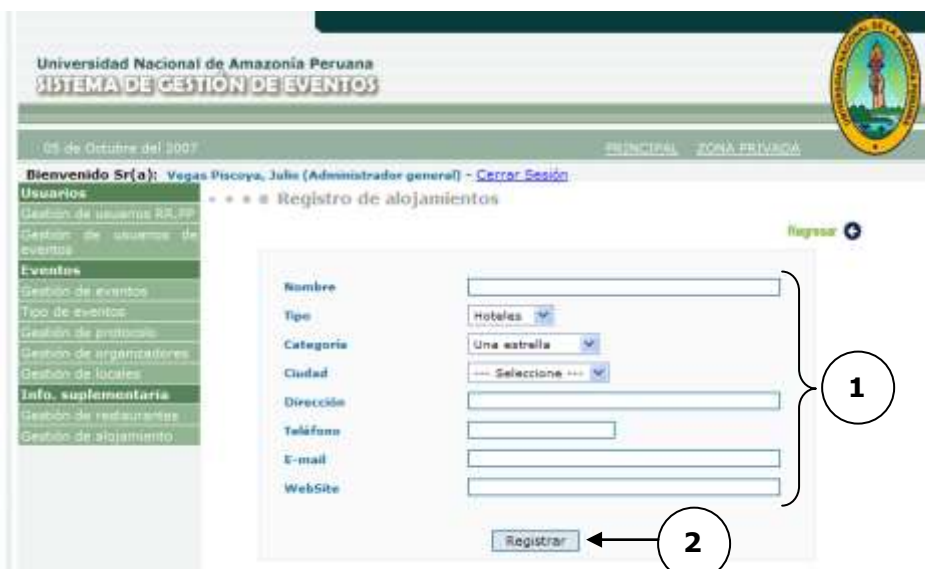 Universidad Nacional de Amazonía Peruana
SISTEMA DE GESTIÓN DE EVENTOS
05 de Octubre del 2007
PRINCIPAL ZONA PRIVADA
Bienvenido Sr(a): Vegas Piscoya, Julio (Administrador general) - Cerrar Sesión
Usuarios
Gestión de usuarios RR.PP
Gestión de usuarios de
eventos
Eventos
Gestión de eventos
Tipo de eventos
Gestión de protocolo
Gestión de organizadores
Gestión de locales
Info. suplementaria
Gestión de restaurantes
Gestión de alojamiento
Registro de alojamientos
Regresar
Nombre
Tipo Hoteles
Categoría Una estrella
Ciudad --- Seleccione ---
Dirección
Teléfono
E-mail
WebSite
1
Registrar
2